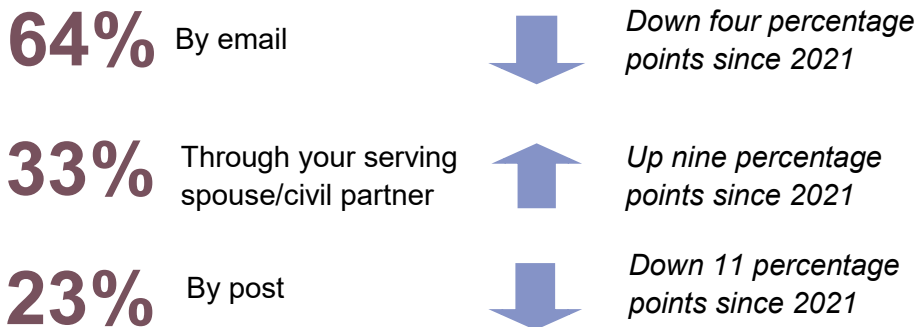 64% By email Down four percentage
points since 2021
33% Through your serving Up nine percentage
spouse/civil partner points since 2021
23% By post Down 11 percentage
points since 2021